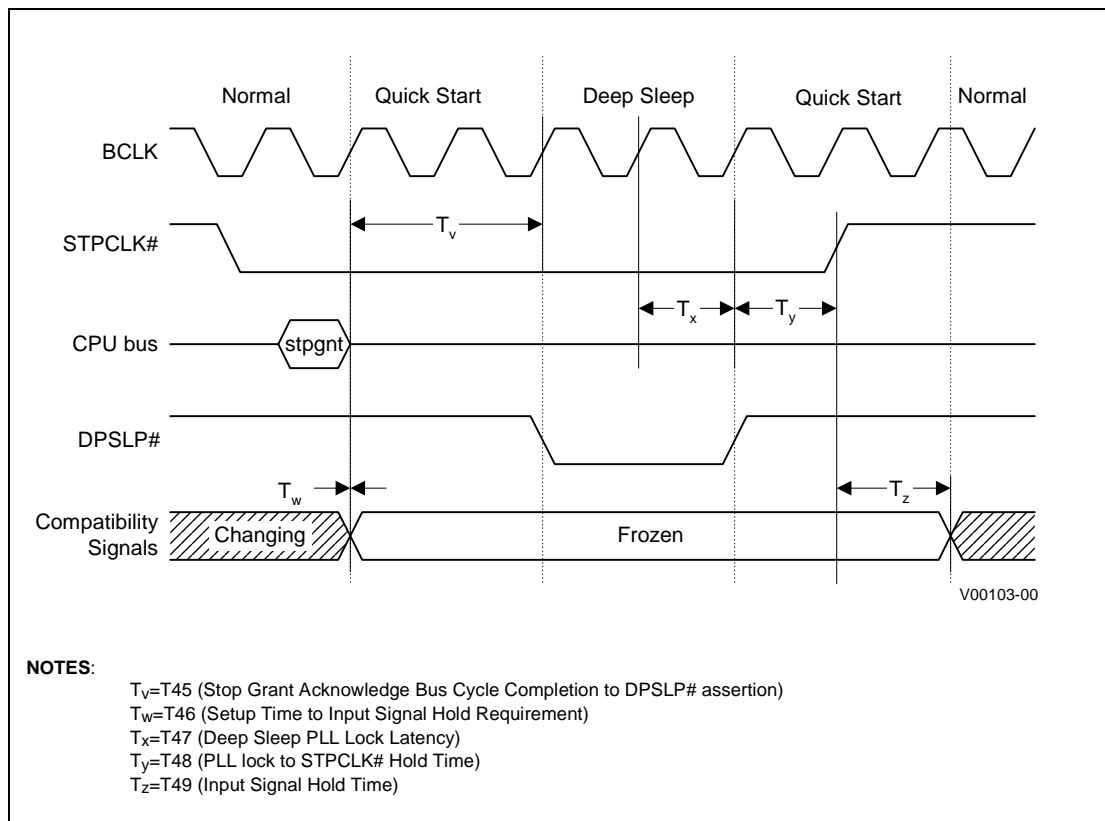 Normal Quick Start Deep Sleep Quick Start Normal
BCLK
STPCLK#
Tv
Tx Ty
CPU bus
stpgnt
DPSLP#
Tw
Tz
Compatibility
Signals
Changing
Frozen
V00103-00
NOTES:
Tv=T45 (Stop Grant Acknowledge Bus Cycle Completion to DPSLP# assertion)
Tw=T46 (Setup Time to Input Signal Hold Requirement)
Tx=T47 (Deep Sleep PLL Lock Latency)
Ty=T48 (PLL lock to STPCLK# Hold Time)
Tz=T49 (Input Signal Hold Time)